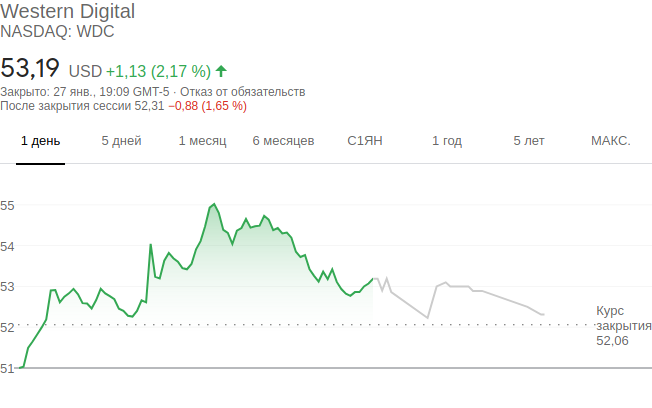 Western Digital
NASDAQ: WDC
53,19 USD +1,13 (2,17 %)
Закрыто: 27 янв., 19:09 GMT-5 · Отказ от обязательств
После закрытия сессии 52,31 −0,88 (1,65 %)
1 день 5 дней 1 месяц 6 месяцев С1ЯН 1 год 5 лет МАКС.
55
54
53
52
51
Курс
закрытия
52,06